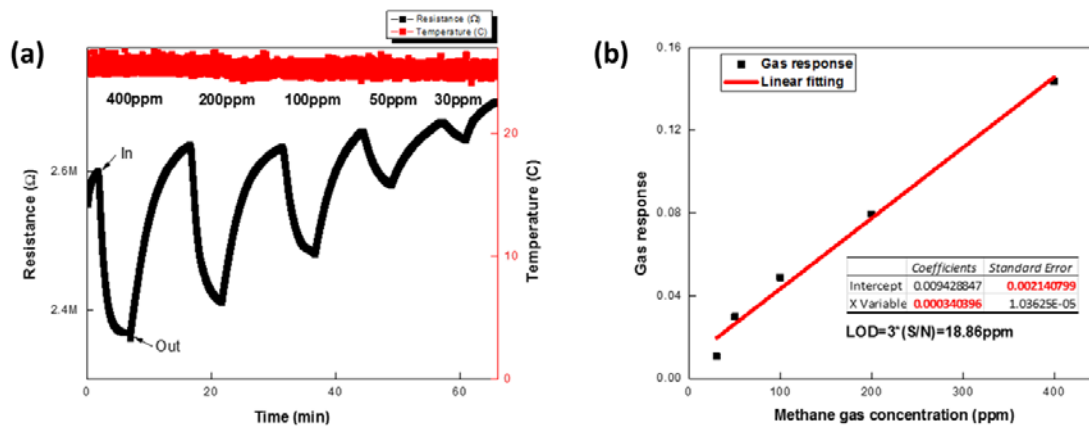 Resistance (Ω)
Temperature (C)
(a)
400ppm 200ppm 100ppm 50ppm 30ppm
In
Out
2.6M
2.4M
Resistance (Ω)
20
10
0
Temperature (C)
0 20 40 60
Time (min)
(b)
Gas response
Linear fitting
0.16
0.12
0.08
0.04
0.00
Gas response
Coefficients Standard Error
Intercept 0.009428847 0.002140799
X Variable 0.000340396 1.03625E-05
LOD=3*(S/N)=18.86ppm
0 100 200 300 400
Methane gas concentration (ppm)